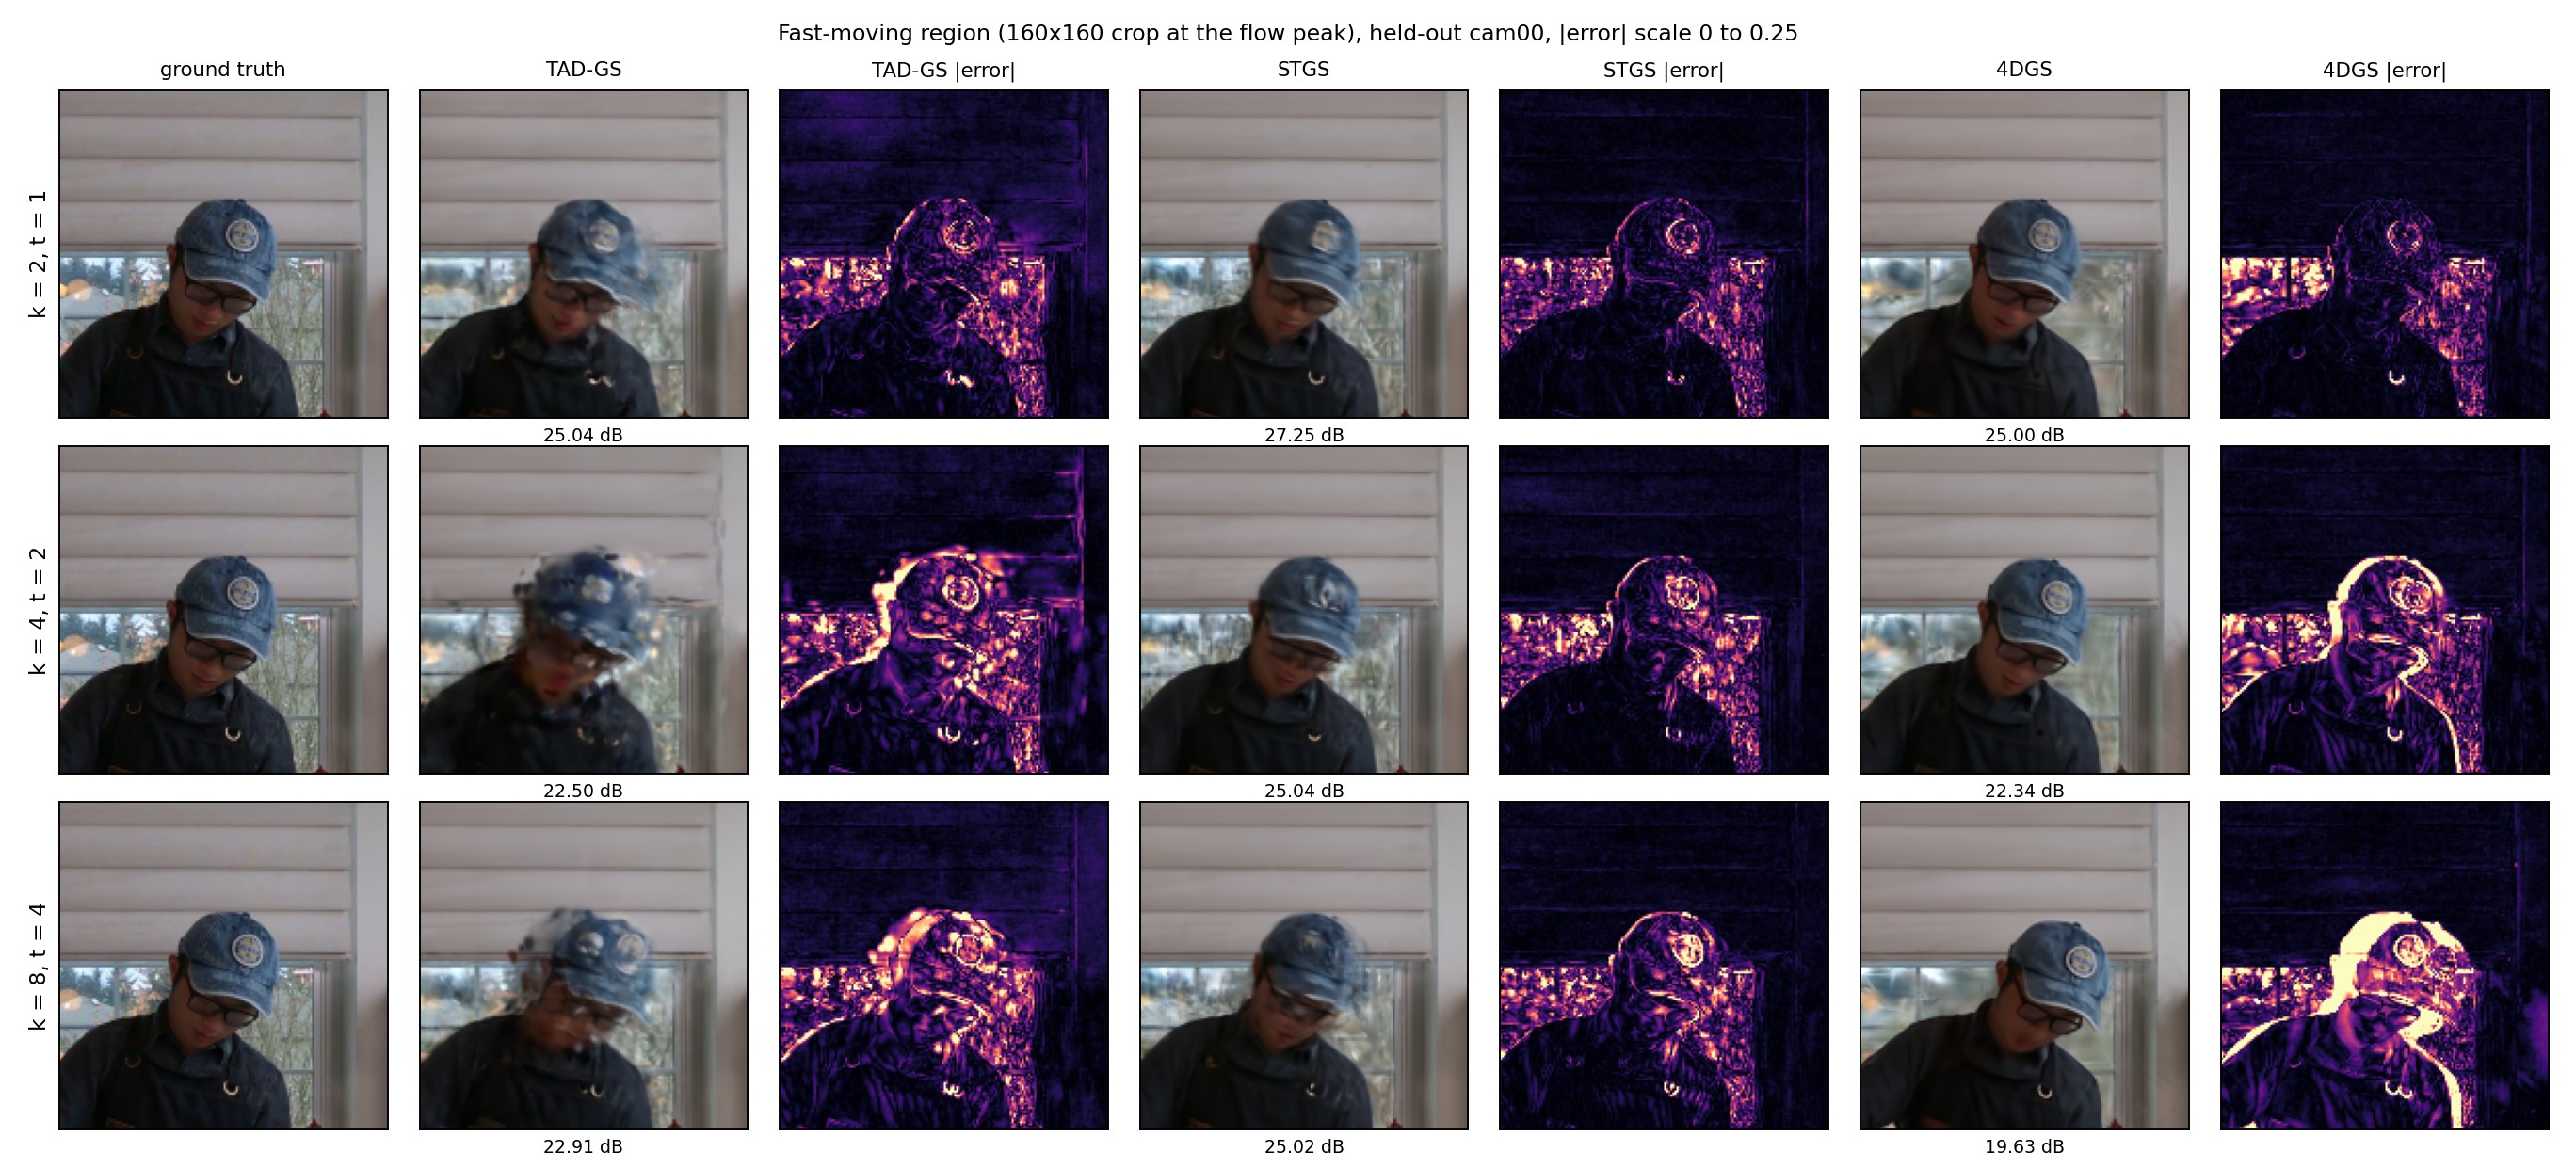 Fast-moving region (160x160 crop at the flow peak), held-out cam00, |error| scale 0 to 0.25
ground truth
TAD-GS
TAD-GS |error|
STGS
STGS |error|
4DGS
4DGS |error|
k = 2, t = 1
25.04 dB
27.25 dB
25.00 dB
k = 4, t = 2
22.50 dB
25.04 dB
22.34 dB
k = 8, t = 4
22.91 dB
25.02 dB
19.63 dB